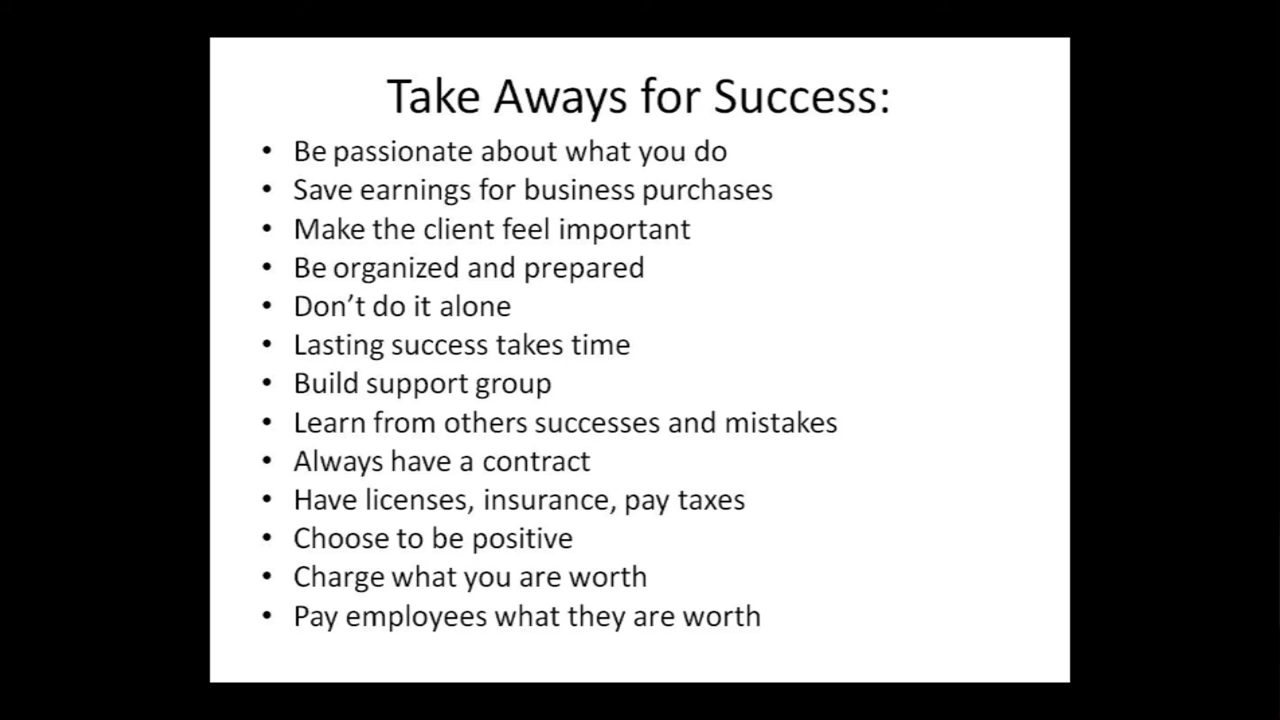 Take Aways for Success:
• Be passionate about what you do
• Save earnings for business purchases
• Make the client feel important
• Be organized and prepared
• Don’t do it alone
• Lasting success takes time
• Build support group
• Learn from others successes and mistakes
• Always have a contract
• Have licenses, insurance, pay taxes
• Choose to be positive
• Charge what you are worth
• Pay employees what they are worth